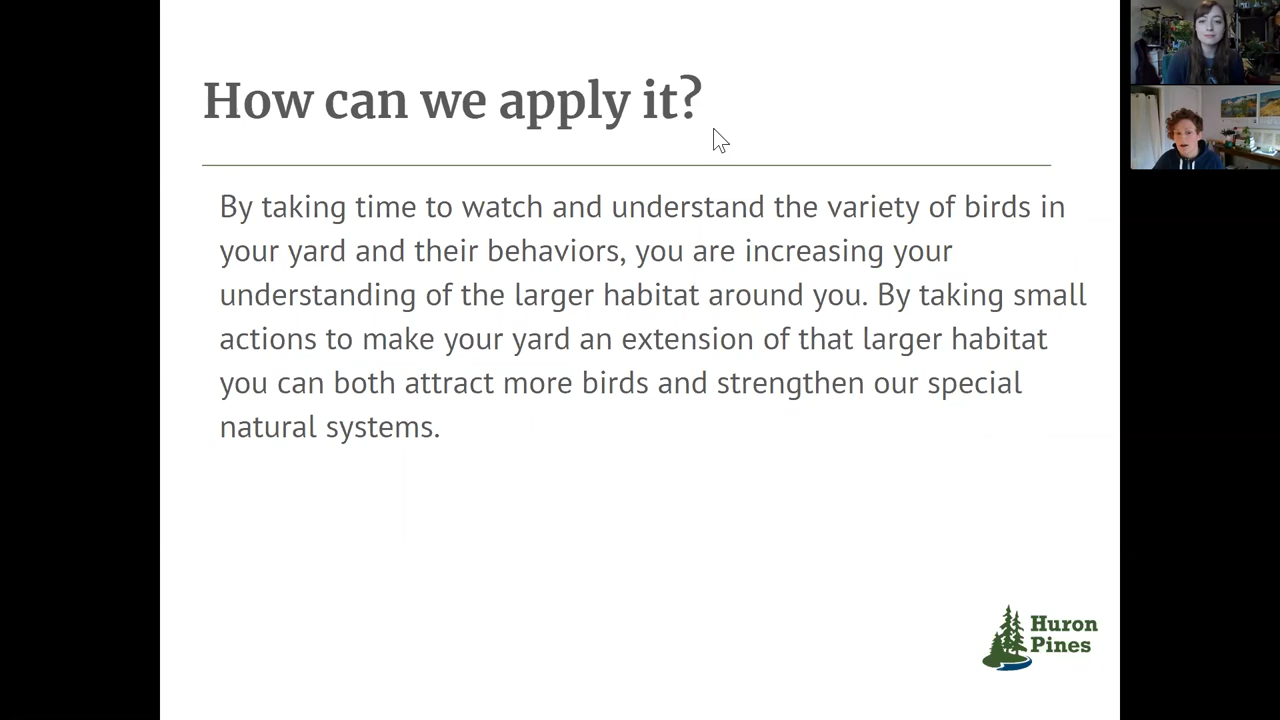 How can we apply it?
By taking time to watch and understand the variety of birds in
your yard and their behaviors, you are increasing your
understanding of the larger habitat around you. By taking small
actions to make your yard an extension of that larger habitat
you can both attract more birds and strengthen our special
natural systems.
Huron
Pines